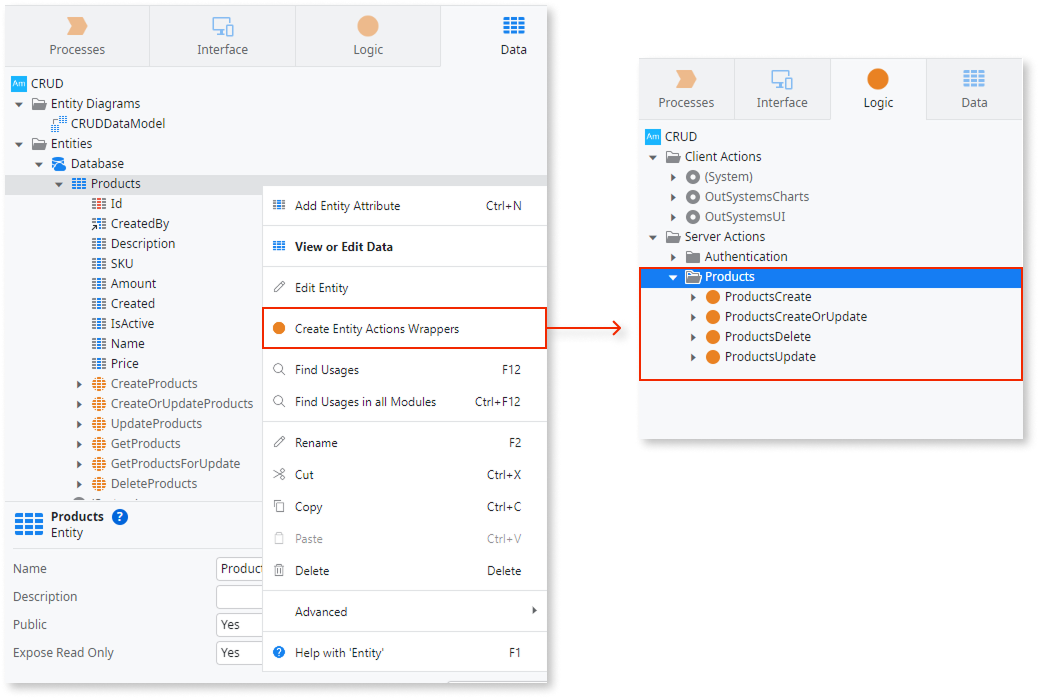 Processes
Interface
Logic
Data
Am CRUD
Entity Diagrams
CRUDDataModel
Entities
Database
Products
Id
CreatedBy
Description
SKU
Amount
Created
IsActive
Name
Price
CreateProducts
CreateOrUpdateProducts
UpdateProducts
GetProducts
GetProductsForUpdate
DeleteProducts
Products ?
Entity
Name Product
Description
Public Yes
Expose Read Only Yes
Add Entity Attribute Ctrl+N
View or Edit Data
Edit Entity
Create Entity Actions Wrappers
Find Usages F12
Find Usages in all Modules Ctrl+F12
Rename F2
Cut Ctrl+X
Copy Ctrl+C
Paste Ctrl+V
Delete Delete
Advanced
? Help with 'Entity' F1
Processes
Interface
Logic
Data
Am CRUD
Client Actions
(System)
OutSystemsCharts
OutSystemsUI
Server Actions
Authentication
Products
ProductsCreate
ProductsCreateOrUpdate
ProductsDelete
ProductsUpdate